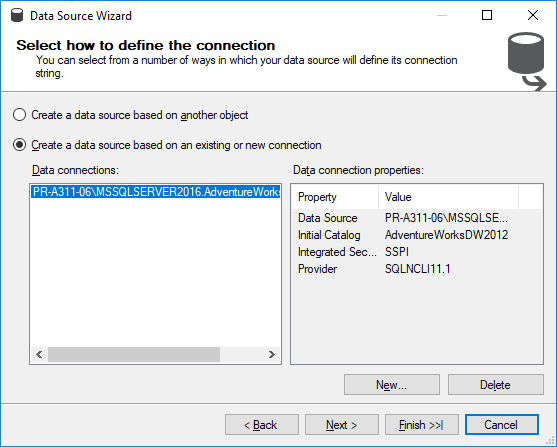 Data Source Wizard
Select how to define the connection
You can select from a number of ways in which your data source will define its connection
string.
Create a data source based on another object
Create a data source based on an existing or new connection
Data connections:
PR-A311-06\MSSQLSERVER2016.AdventureWorks
Data connection properties:
Property Value
Data Source PR-A311-06\MSSQLSE...
Initial Catalog AdventureWorksDW2012
Integrated Sec... SSPI
Provider SQLNCLI11.1
New... Delete
< Back Next > Finish >>| Cancel